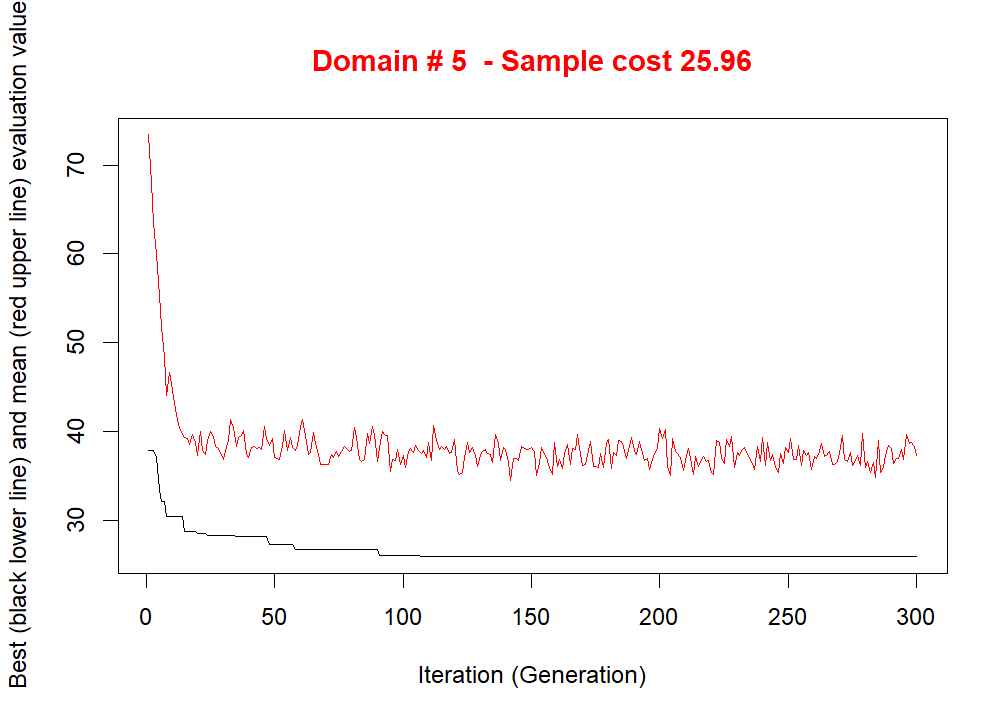 Domain # 5  - Sample cost 25.96
Best (black lower line) and mean (red upper line) evaluation value
70
60
50
40
30
0 50 100 150 200 250 300
Iteration (Generation)